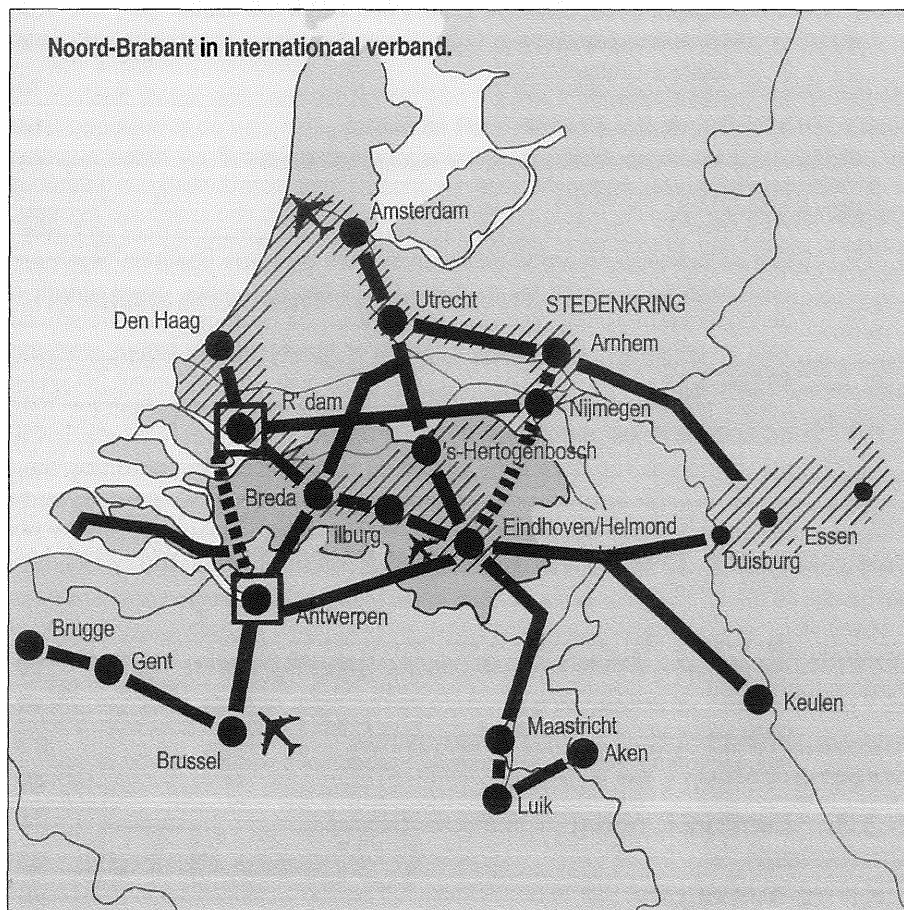 Noord-Brabant in internationaal verband.
Amsterdam
Utrecht
STEDENKRING
Den Haag
Arnhem
R' dam
Nijmegen
's-Hertogenbosch
Breda
Tilburg
Eindhoven/Helmond
Essen
Duisburg
Antwerpen
Brugge
Gent
Keulen
Maastricht
Aken
Brussel
Luik